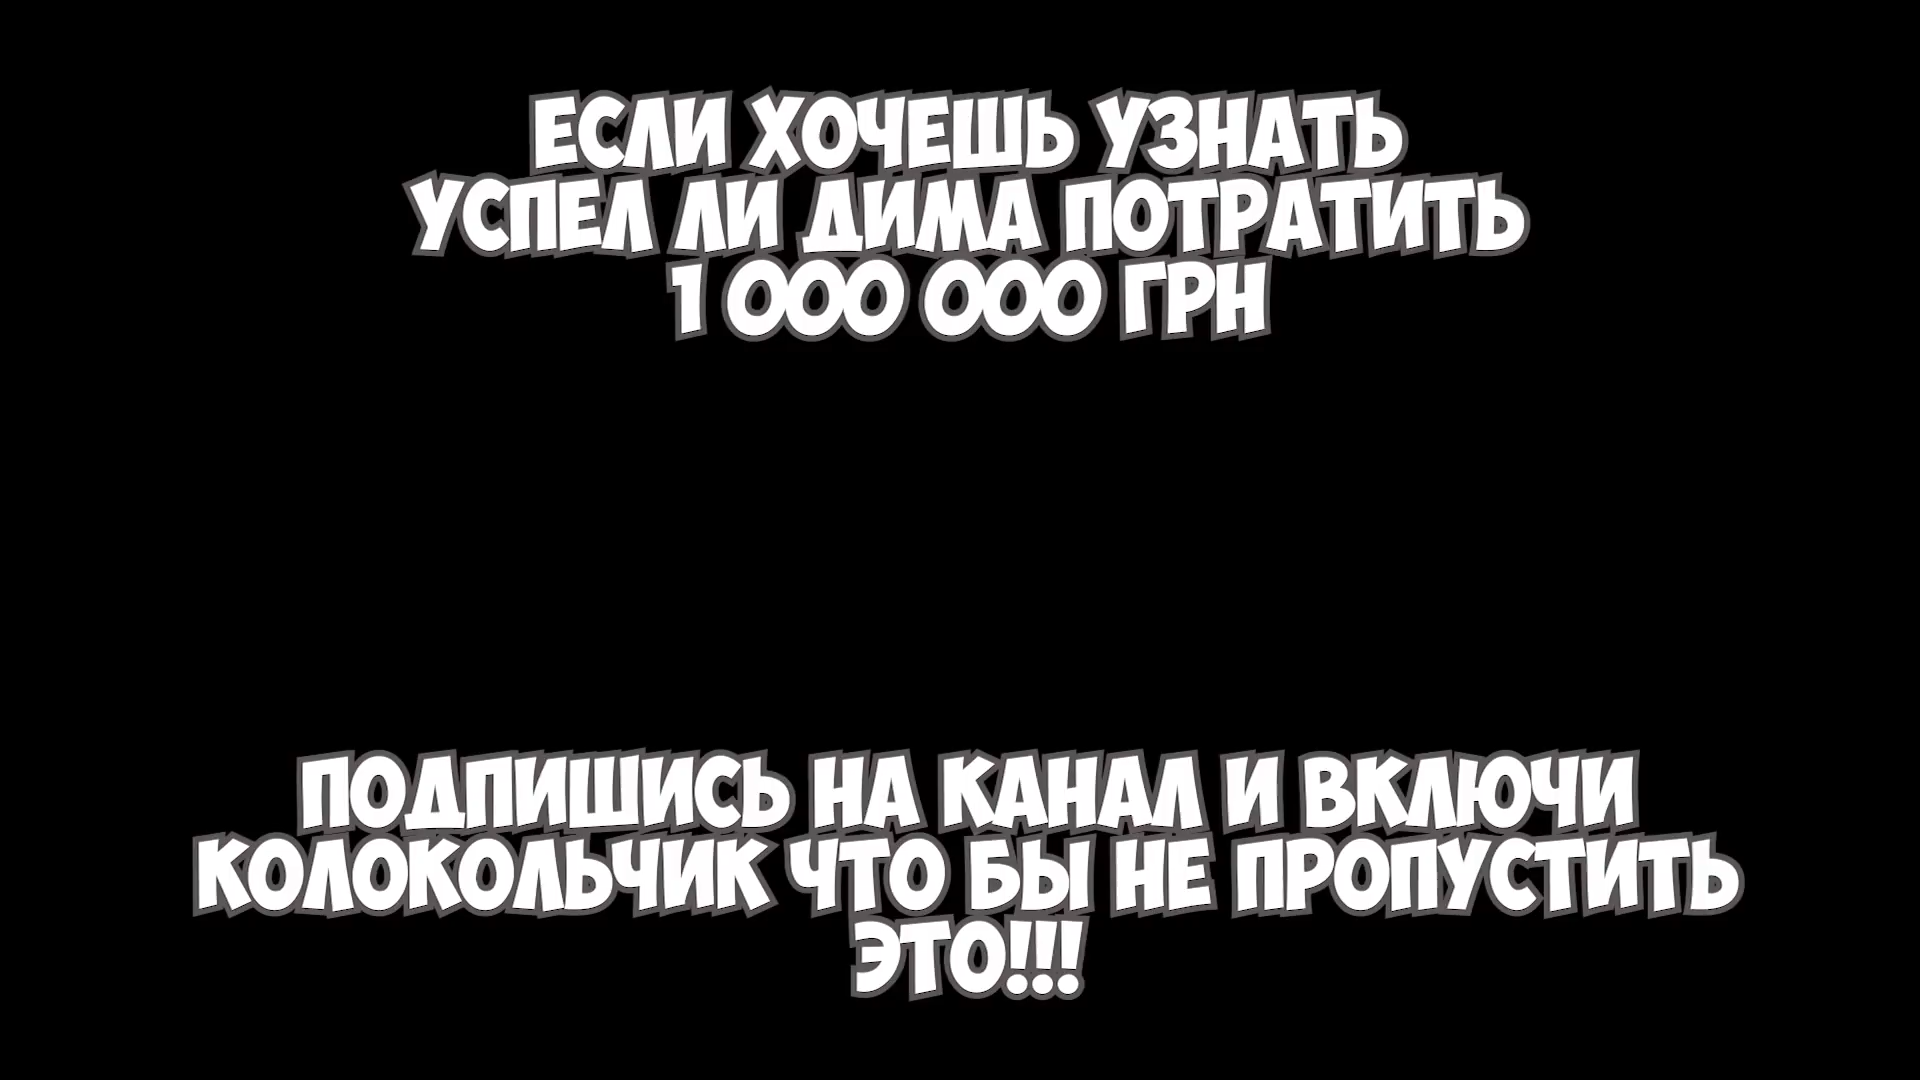 ЕСЛИ ХОЧЕШЬ УЗНАТЬ
УСПЕЛ ЛИ ДИМА ПОТРАТИТЬ
1 000 000 ГРН
ПОДПИШИСЬ НА КАНАЛ И ВКЛЮЧИ
КОЛОКОЛЬЧИК ЧТО БЫ НЕ ПРОПУСТИТЬ
ЭТО!!!